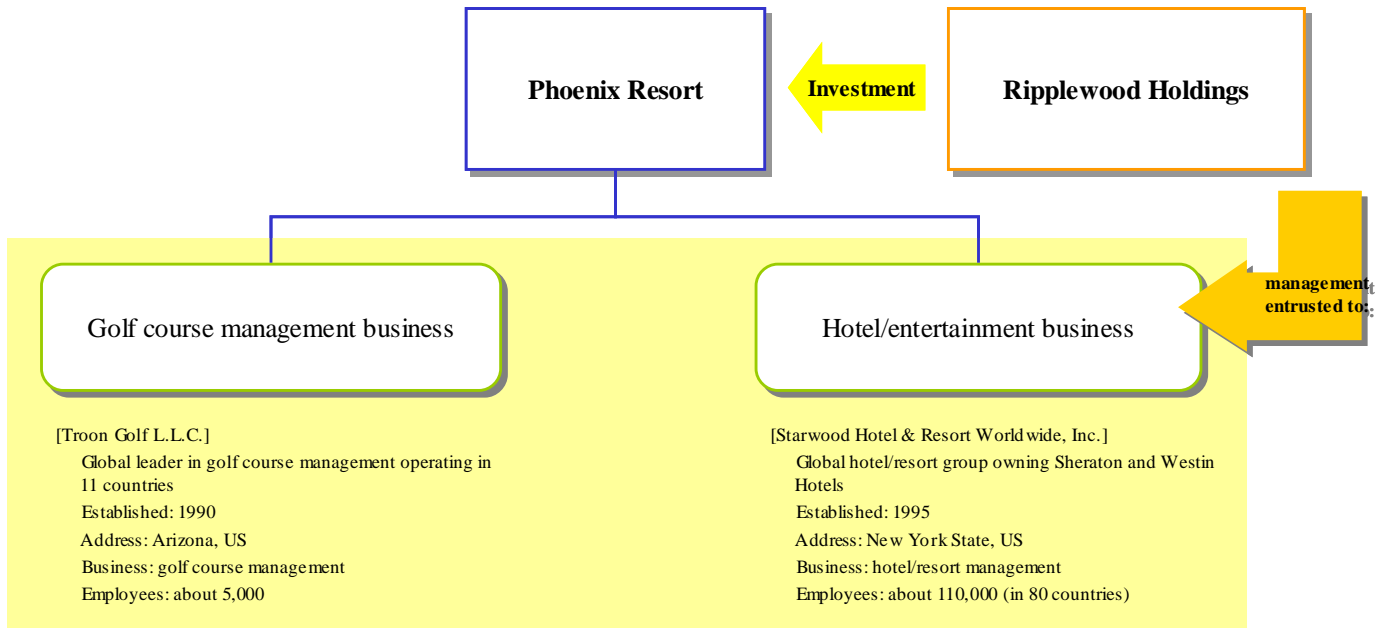 Phoenix Resort
Investment
Ripplewood Holdings
management
entrusted to:
Golf course management business
Hotel/entertainment business
[Troon Golf L.L.C.]
Global leader in golf course management operating in
11 countries
Established: 1990
Address: Arizona, US
Business: golf course management
Employees: about 5,000
[Starwood Hotel & Resort Worldwide, Inc.]
Global hotel/resort group owning Sheraton and Westin
Hotels
Established: 1995
Address: New York State, US
Business: hotel/resort management
Employees: about 110,000 (in 80 countries)